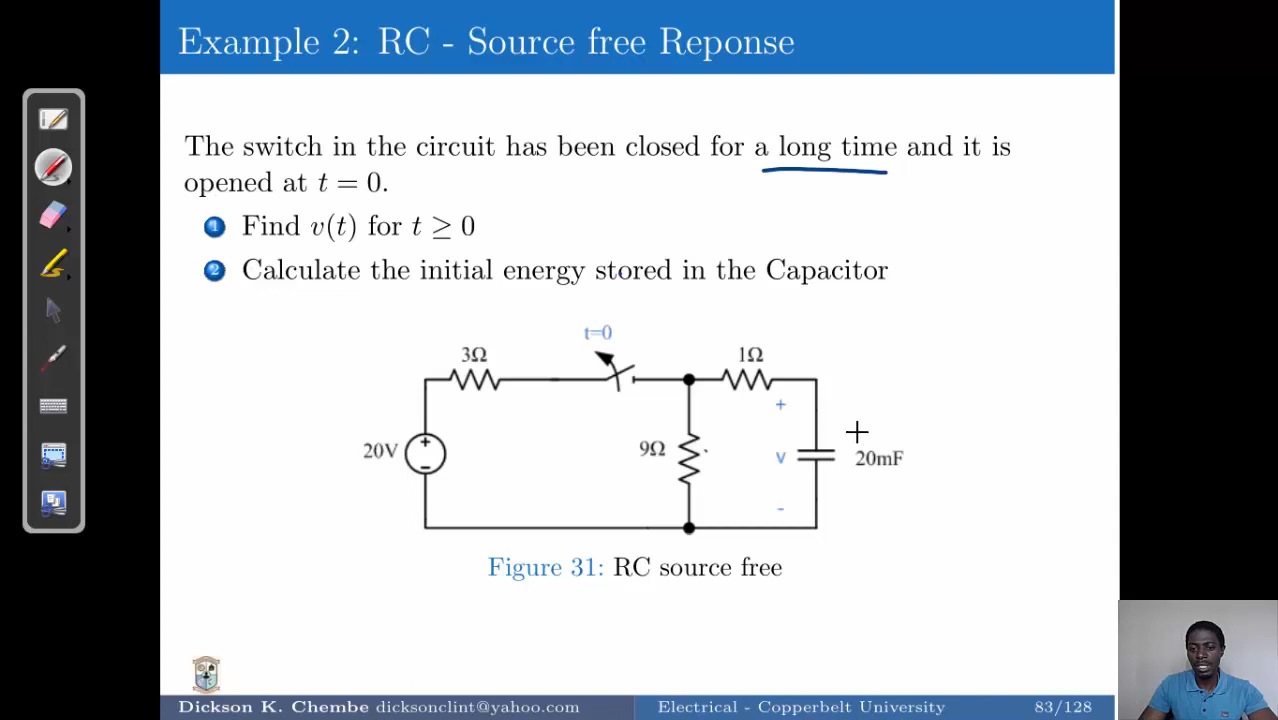 Example 2: RC - Source free Reponse
The switch in the circuit has been closed for a long time and it is
opened at t = 0.
1 Find v(t) for t ≥ 0
2 Calculate the initial energy stored in the Capacitor
t=0
3Ω
1Ω
+
20V
+
-
9Ω
v
20mF
-
Figure 31: RC source free
Dickson K. Chembe dicksonclint@yahoo.com
Electrical - Copperbelt University
83/128